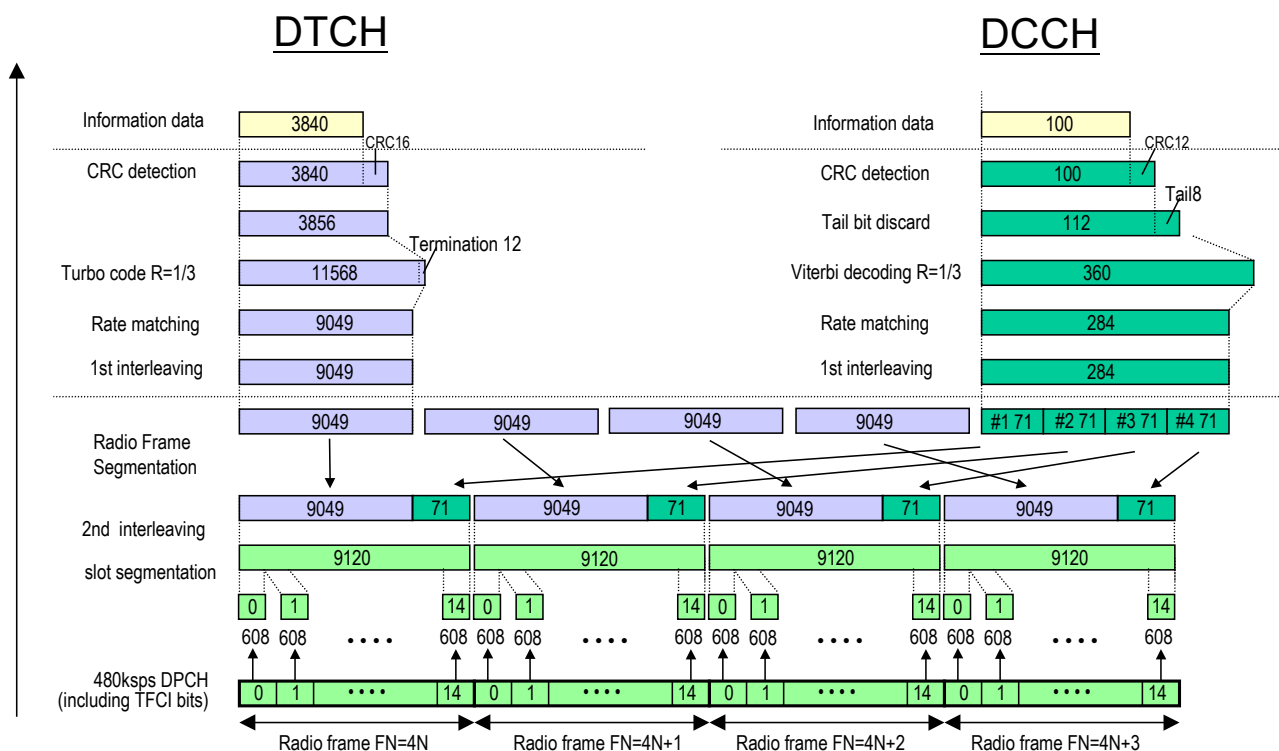 DTCH DCCH
Information data 3840 Information data 100
CRC16 CRC12
CRC detection 3840 CRC detection 100
Tail8
3856 Tail bit discard 112
Termination 12
Turbo code R=1/3 11568 Viterbi decoding R=1/3 360
Rate matching 9049 Rate matching 284
1st interleaving 9049 1st interleaving 284
9049 9049 9049 9049 #1 71 #2 71 #3 71 #4 71
Radio Frame
Segmentation
9049 71 9049 71 9049 71 9049 71
2nd interleaving
9120 9120 9120 9120
slot segmentation
0 1 14 0 1 14 0 1 14 0 1 14
608 608 • • • • 608 608 608 • • • • 608 608 608 • • • • 608 608 608 • • • • 608
480ksps DPCH
(including TFCI bits)
0 1 • • • • 14 0 1 • • • • 14 0 1 • • • • 14 0 1 • • • • 14
Radio frame FN=4N Radio frame FN=4N+1 Radio frame FN=4N+2 Radio frame FN=4N+3